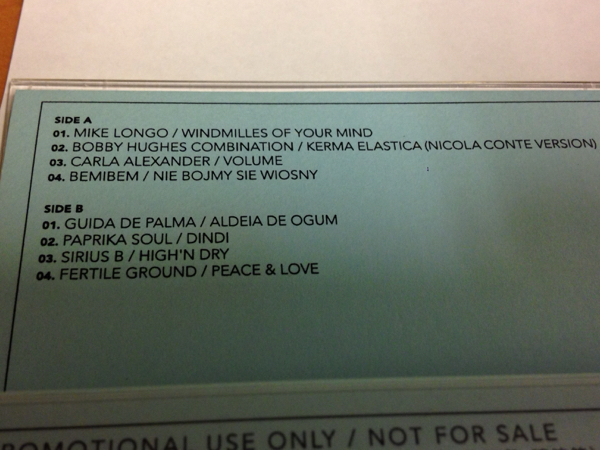 SIDE A
01. MIKE LONGO / WINDMILLES OF YOUR MIND
02. BOBBY HUGHES COMBINATION / KERMA ELASTICA (NICOLA CONTE VERSION)
03. CARLA ALEXANDER / VOLUME
04. BEMIBEM / NIE BOJMY SIE WIOSNY
SIDE B
01. GUIDA DE PALMA / ALDEIA DE OGUM
02. PAPRIKA SOUL / DINDI
03. SIRIUS B / HIGH'N DRY
04. FERTILE GROUND / PEACE & LOVE
PROMOTIONAL USE ONLY / NOT FOR SALE